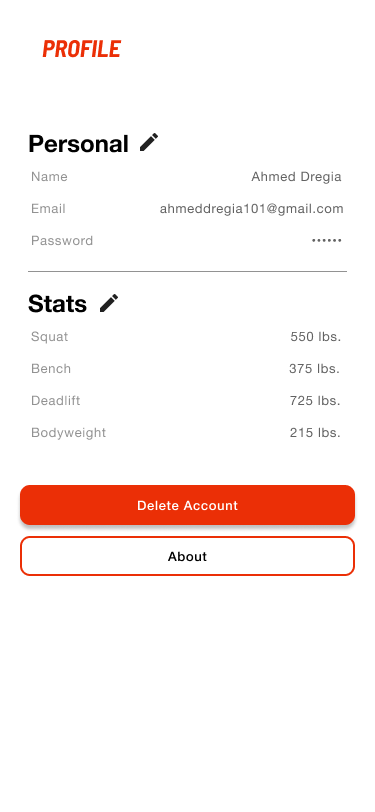 PROFILE
Personal
Name Ahmed Dregia
Email ahmeddregia101@gmail.com
Password ••••••
Stats
Squat 550 lbs.
Bench 375 lbs.
Deadlift 725 lbs.
Bodyweight 215 lbs.
Delete Account
About